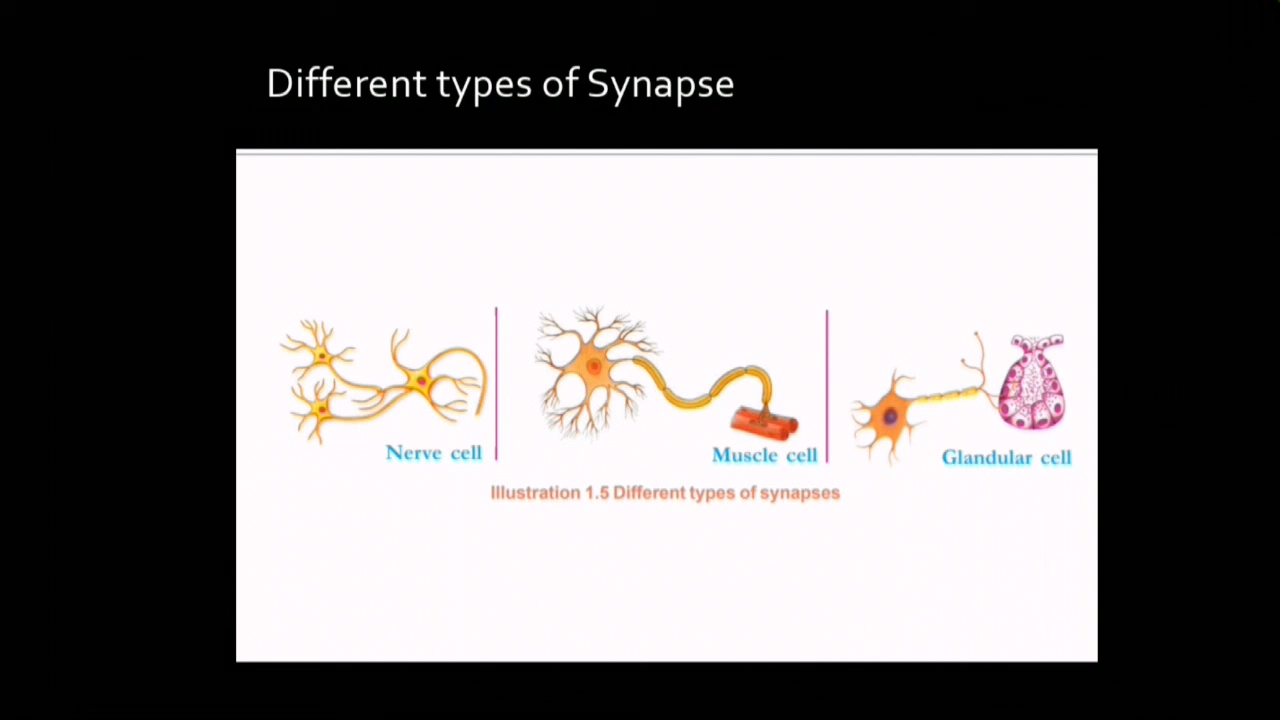 Different types of Synapse
Nerve cell
Muscle cell
Glandular cell
Illustration 1.5 Different types of synapses